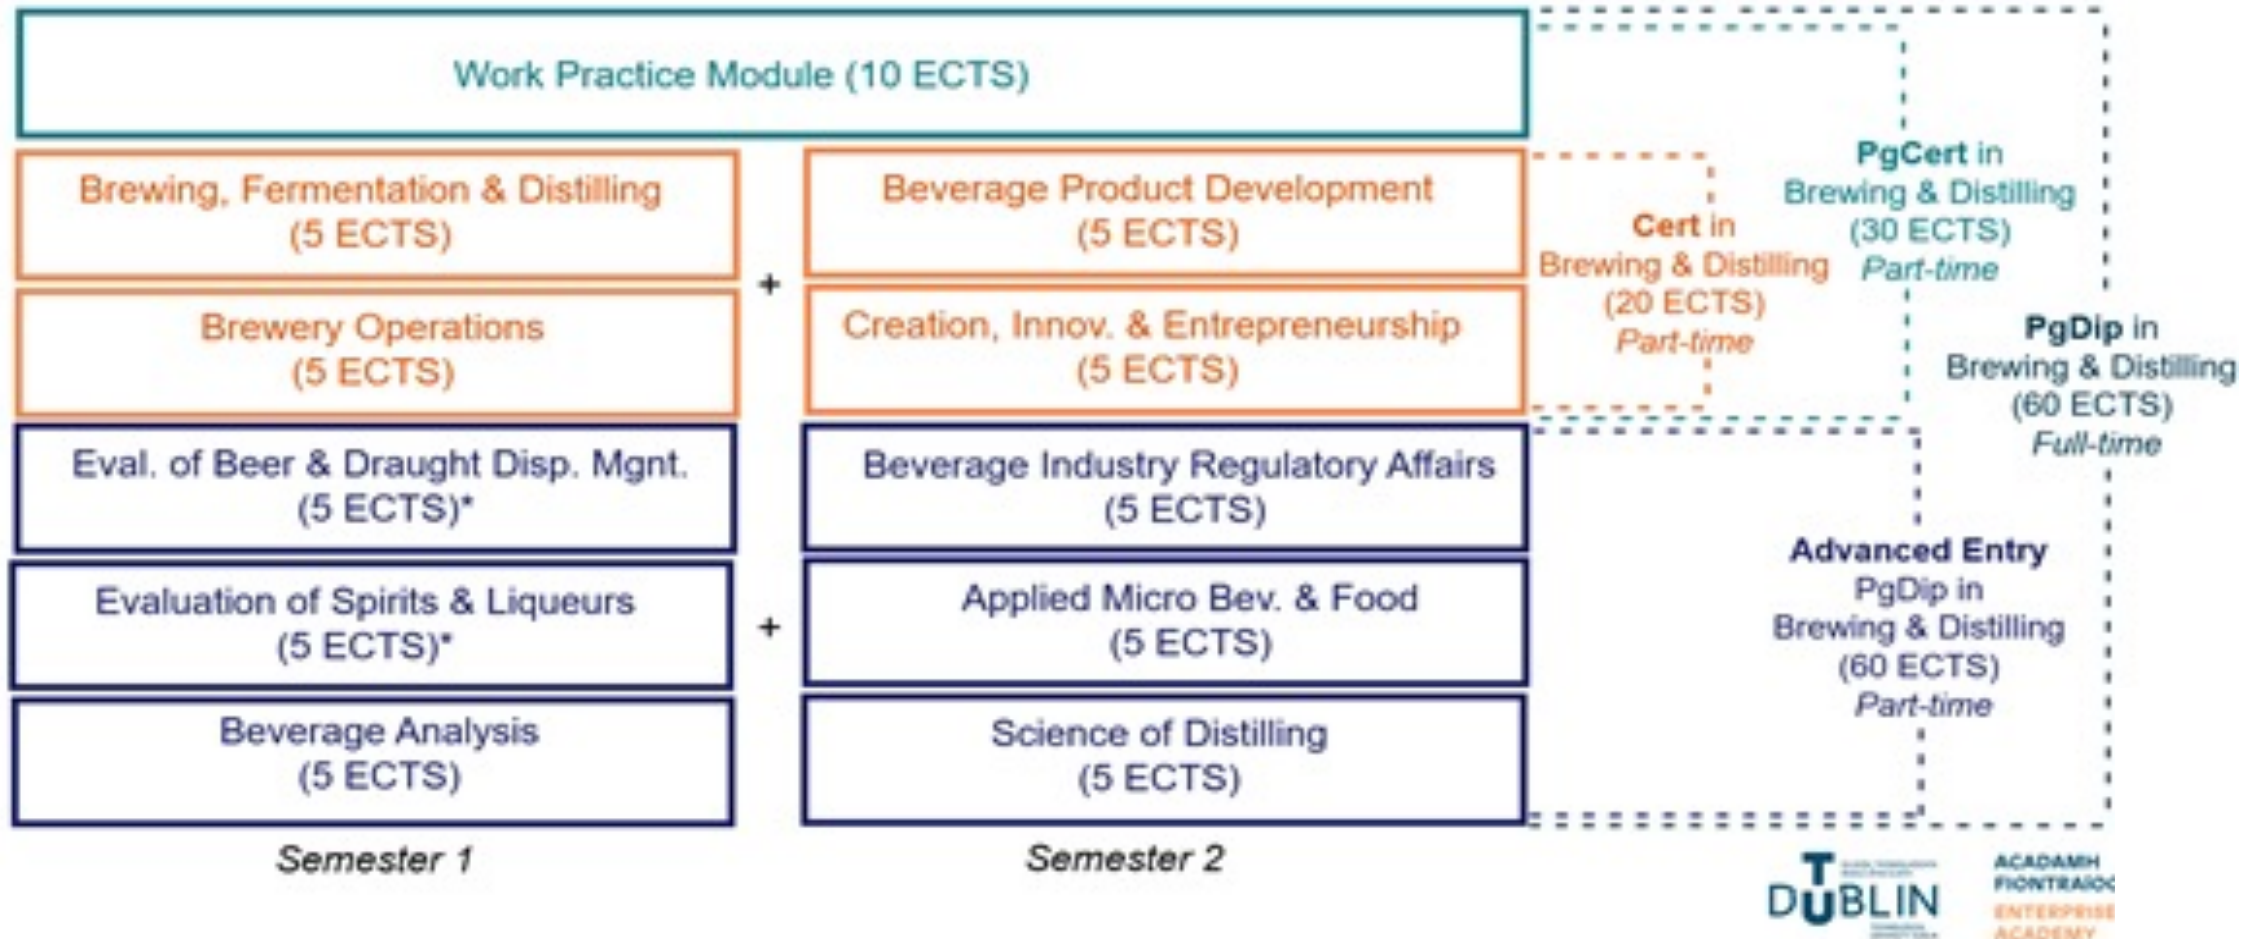 Work Practice Module (10 ECTS)
Brewing, Fermentation & Distilling
(5 ECTS)
Brewery Operations
(5 ECTS)
+
Beverage Product Development
(5 ECTS)
Creation, Innov. & Entrepreneurship
(5 ECTS)
Eval. of Beer & Draught Disp. Mgnt.
(5 ECTS)*
Evaluation of Spirits & Liqueurs
(5 ECTS)*
Beverage Analysis
(5 ECTS)
+
Beverage Industry Regulatory Affairs
(5 ECTS)
Applied Micro Bev. & Food
(5 ECTS)
Science of Distilling
(5 ECTS)
Semester 1
Semester 2
Cert in
Brewing & Distilling
(20 ECTS)
Part-time
PgCert in
Brewing & Distilling
(30 ECTS)
Part-time
PgDip in
Brewing & Distilling
(60 ECTS)
Full-time
Advanced Entry
PgDip in
Brewing & Distilling
(60 ECTS)
Part-time
TU
DUBLIN
ACADAMH
FIONTRAÍOC
ENTERPRISE
ACADEMY